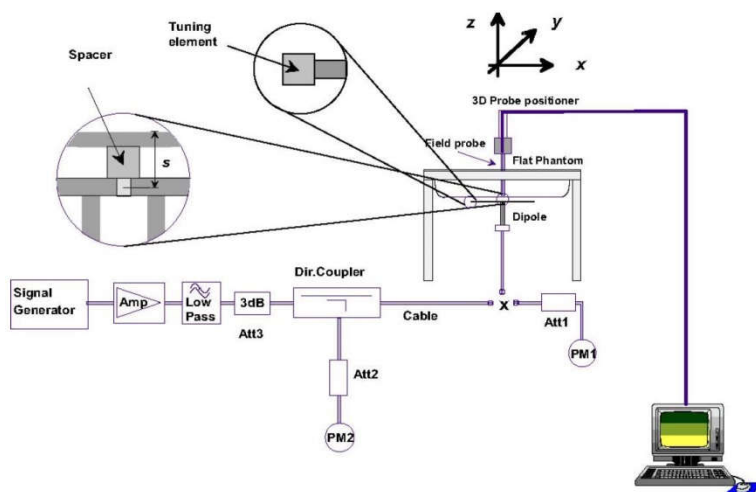 Tuning
element
Spacer
s
z
y
x
3D Probe positioner
Field probe
Flat Phantom
Dipole
Signal
Generator
Amp
Low
Pass
3dB
Att3
Dir.Coupler
Cable
x
Att1
PM1
Att2
PM2